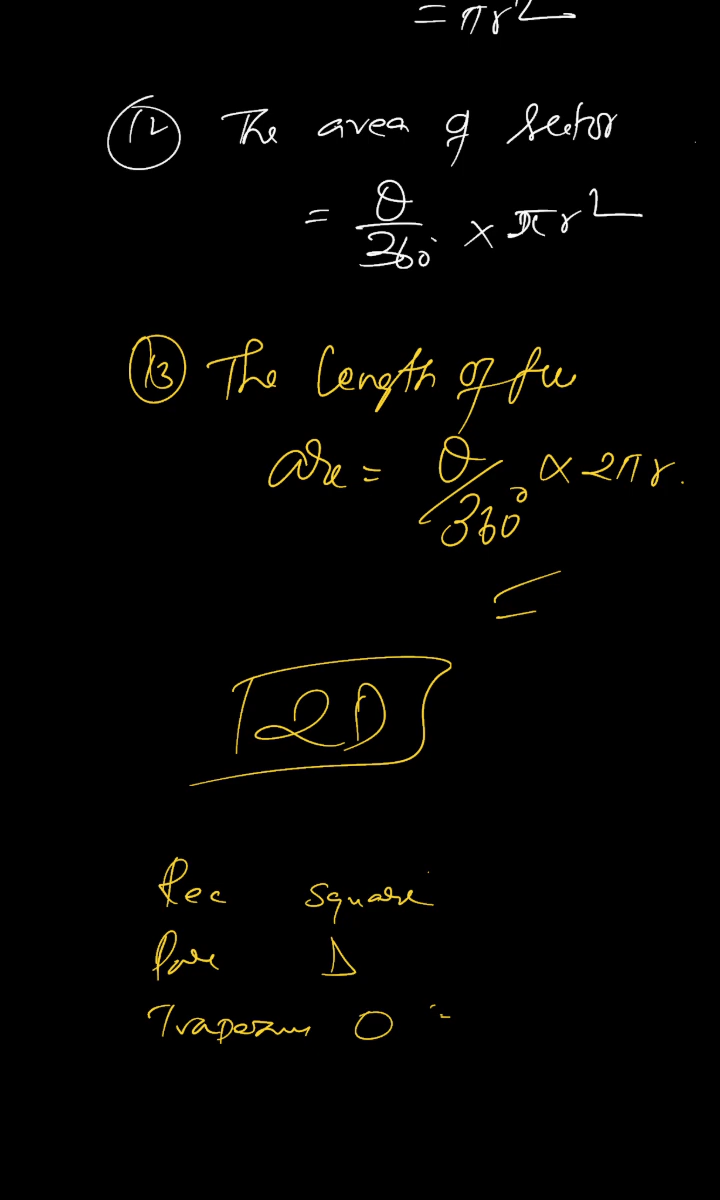 = πr²
(12) The area of sector
= θ/360° × πr²
(13) The length of the
arc = θ/360° × 2πr.
=
2D
Rec square
Par Δ
Trapezium O